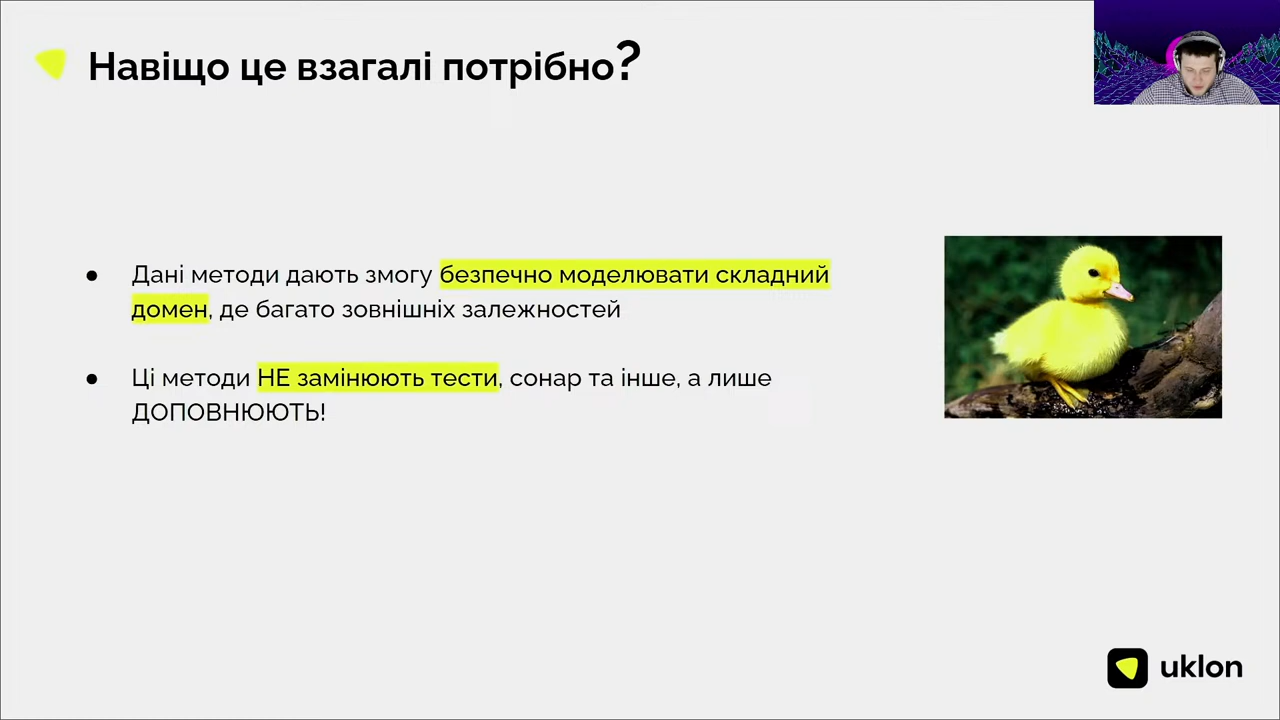 Навіщо це взагалі потрібно?
● Дані методи дають змогу безпечно моделювати складний
домен, де багато зовнішніх залежностей
● Ці методи НЕ замінюють тести, сонар та інше, а лише
ДОПОВНЮЮТЬ!
uklon